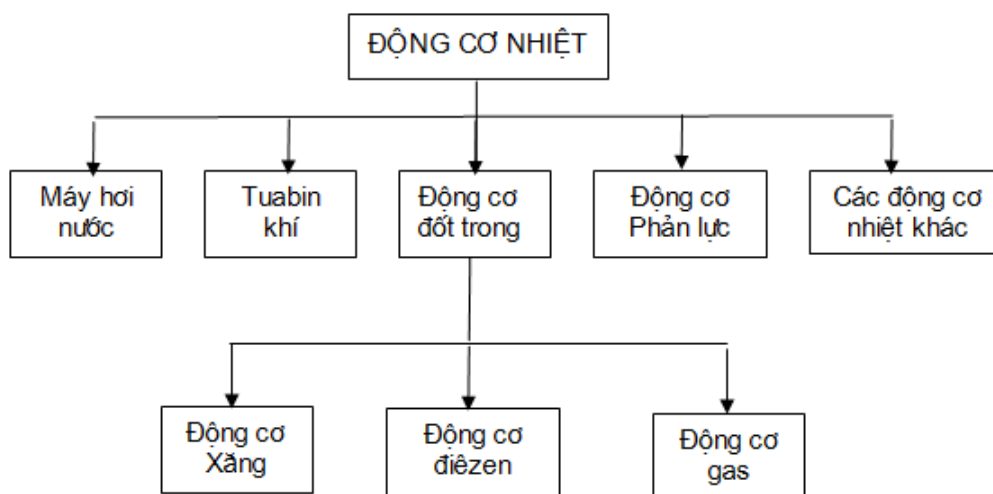 ĐỘNG CƠ NHIỆT
Máy hơi
nước
Tuabin
khí
Động cơ
đốt trong
Động cơ
Phản lực
Các động cơ
nhiệt khác
Động cơ
Xăng
Động cơ
điêzen
Động cơ
gas